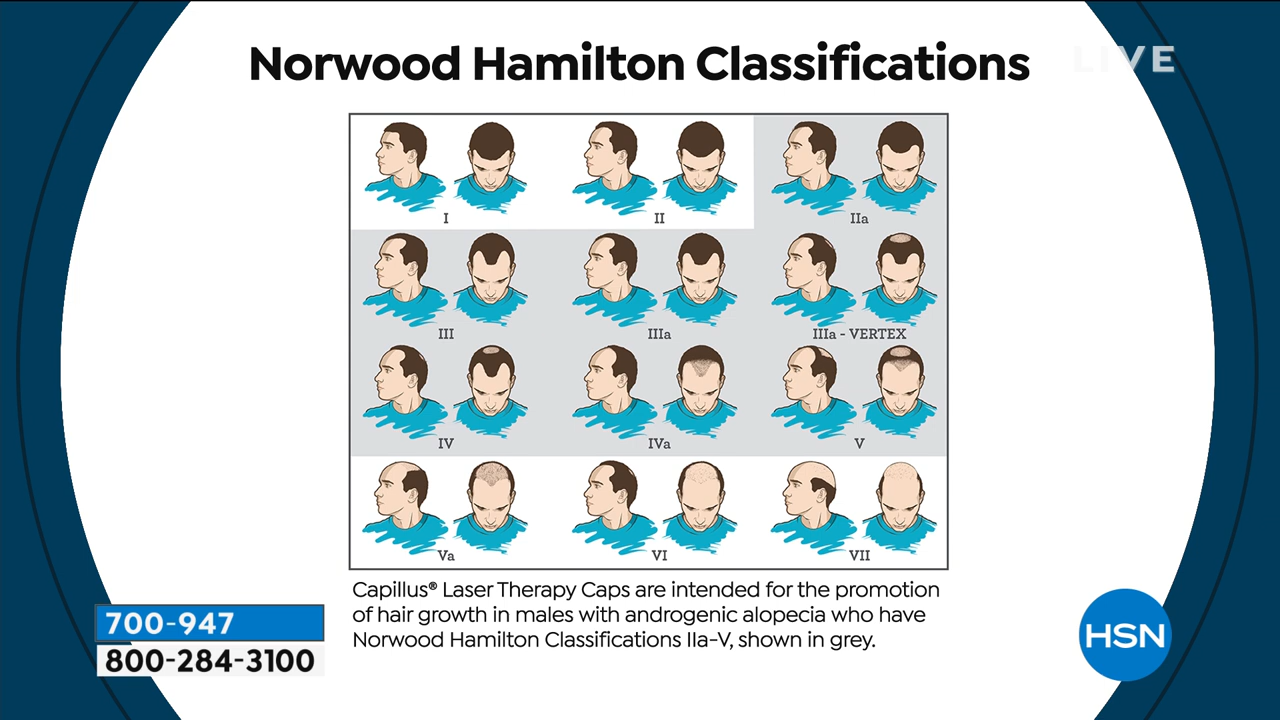 Norwood Hamilton Classifications
LIVE
I
II
IIa
III
IIIa
IIIa - VERTEX
IV
IVa
V
Va
VI
VII
Capillus® Laser Therapy Caps are intended for the promotion
of hair growth in males with androgenic alopecia who have
Norwood Hamilton Classifications IIa-V, shown in grey.
700-947
800-284-3100
HSN